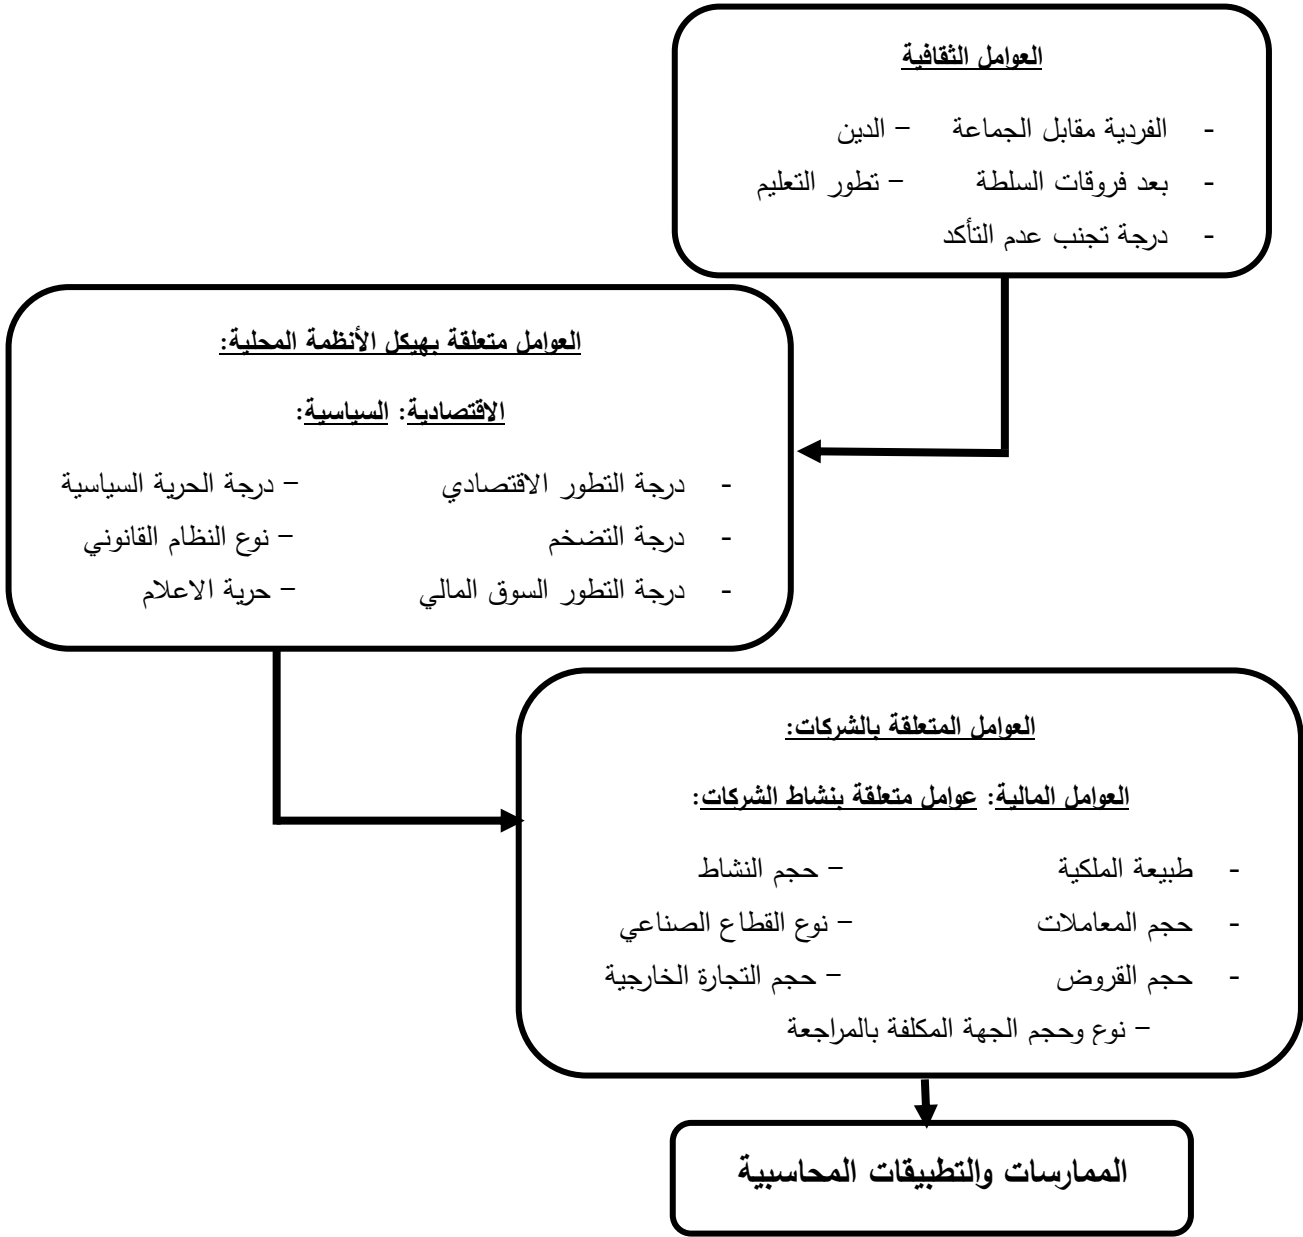 العوامل الثقافية
- الفردية مقابل الجماعة – الدين
- بعد فروقات السلطة – تطور التعليم
- درجة تجنب عدم التأكد
العوامل متعلقة بهيكل الأنظمة المحلية:
الاقتصادية: السياسية:
- درجة التطور الاقتصادي – درجة الحرية السياسية
- درجة التضخم – نوع النظام القانوني
- درجة التطور السوق المالي – حرية الاعلام
العوامل المتعلقة بالشركات:
العوامل المالية: عوامل متعلقة بنشاط الشركات:
- طبيعة الملكية – حجم النشاط
- حجم المعاملات – نوع القطاع الصناعي
- حجم القروض – حجم التجارة الخارجية
– نوع وحجم الجهة المكلفة بالمراجعة
الممارسات والتطبيقات المحاسبية